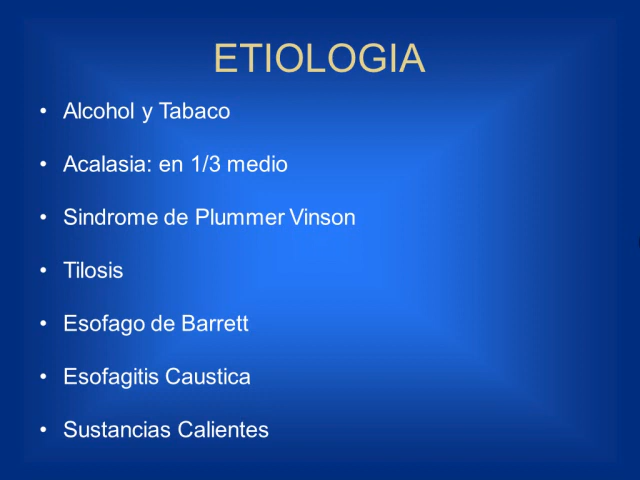 ETIOLOGIA
• Alcohol y Tabaco
• Acalasia: en 1/3 medio
• Sindrome de Plummer Vinson
• Tilosis
• Esofago de Barrett
• Esofagitis Caustica
• Sustancias Calientes